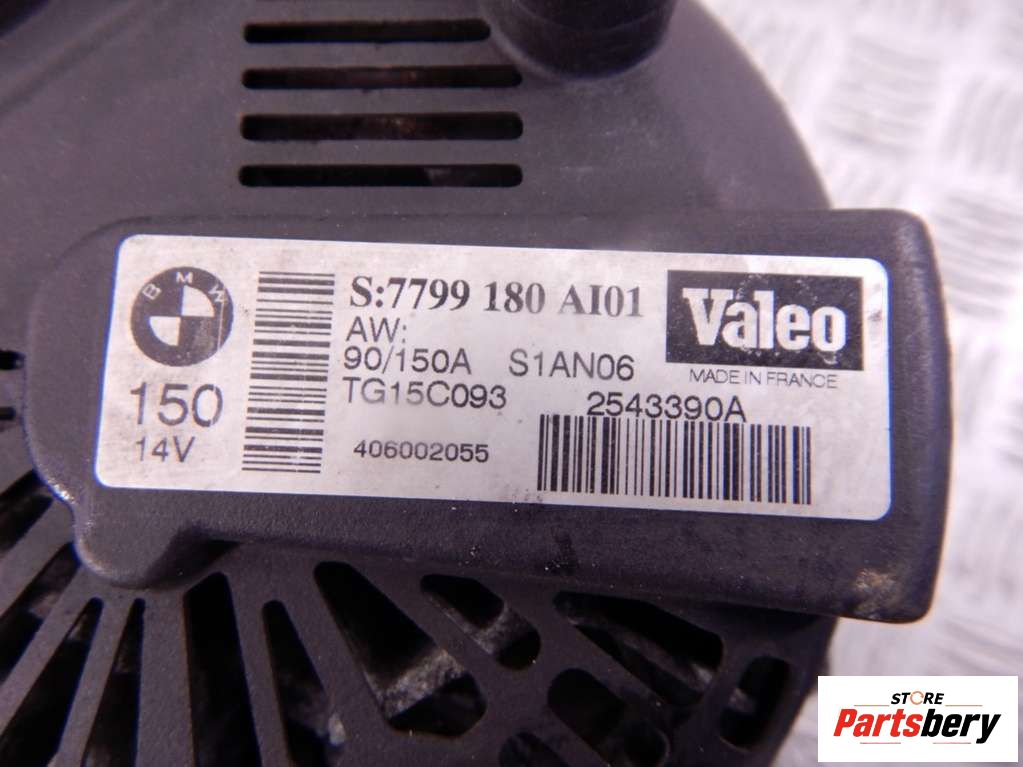 BMW
150
14V
S:7799 180 AI01
AW:
90/150A S1AN06
TG15C093
406002055
Valeo
MADE IN FRANCE
2543390A
STORE
Partsbery